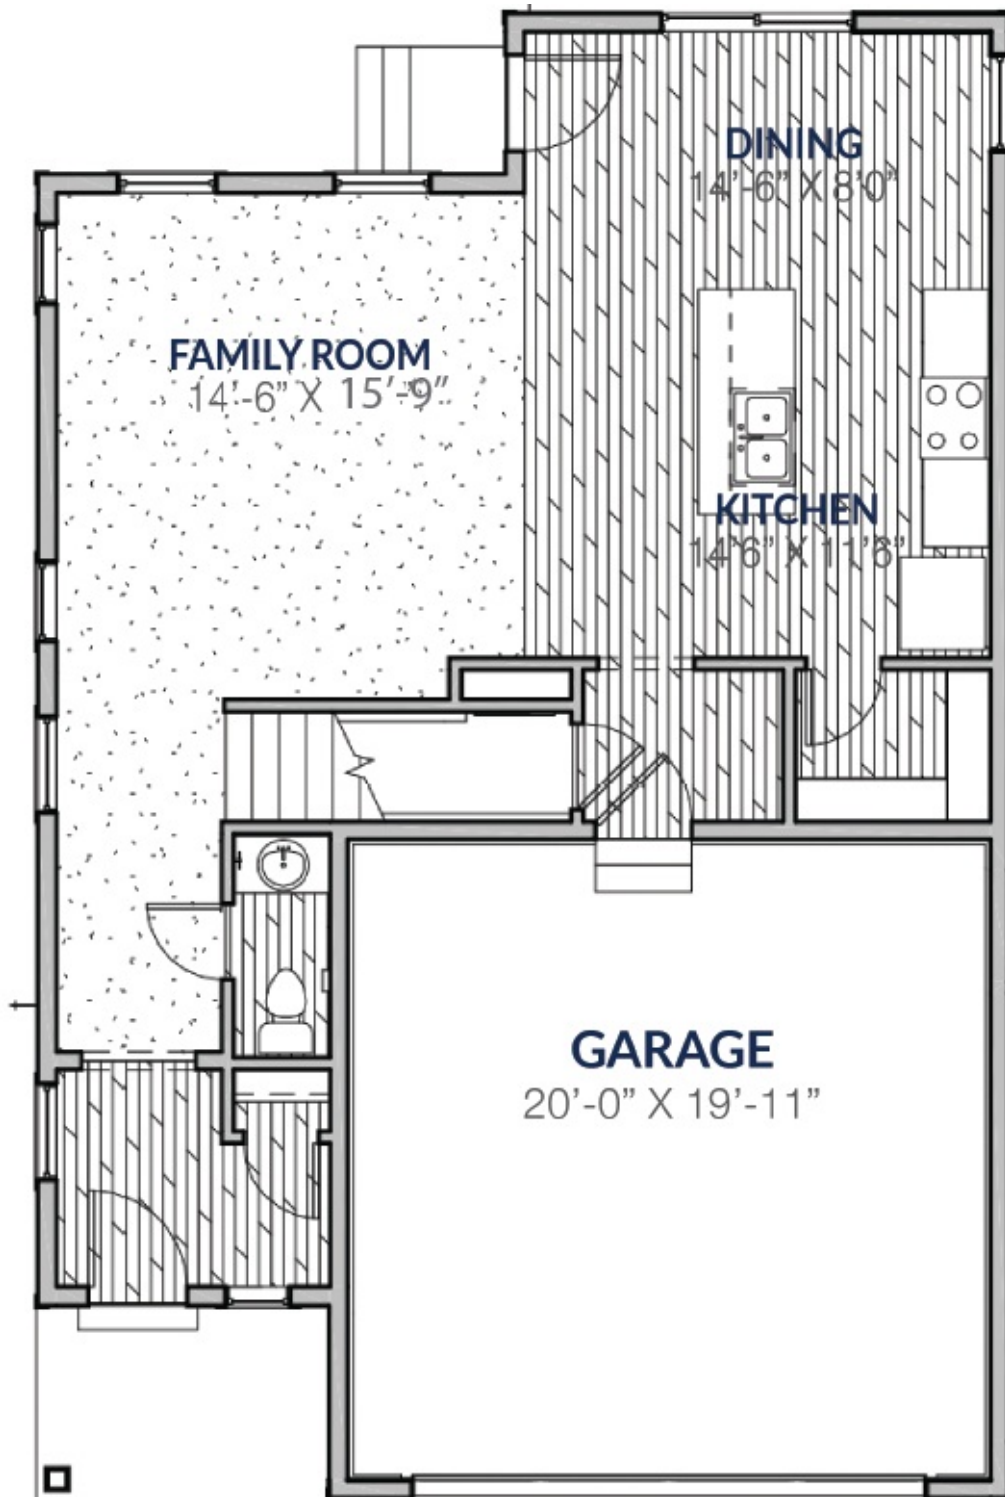 DINING
14'-6” X 8'0”
FAMILY ROOM
14'-6” X 15'-9”
KITCHEN
14'6” X 11'6”
GARAGE
20'-0” X 19'-11”